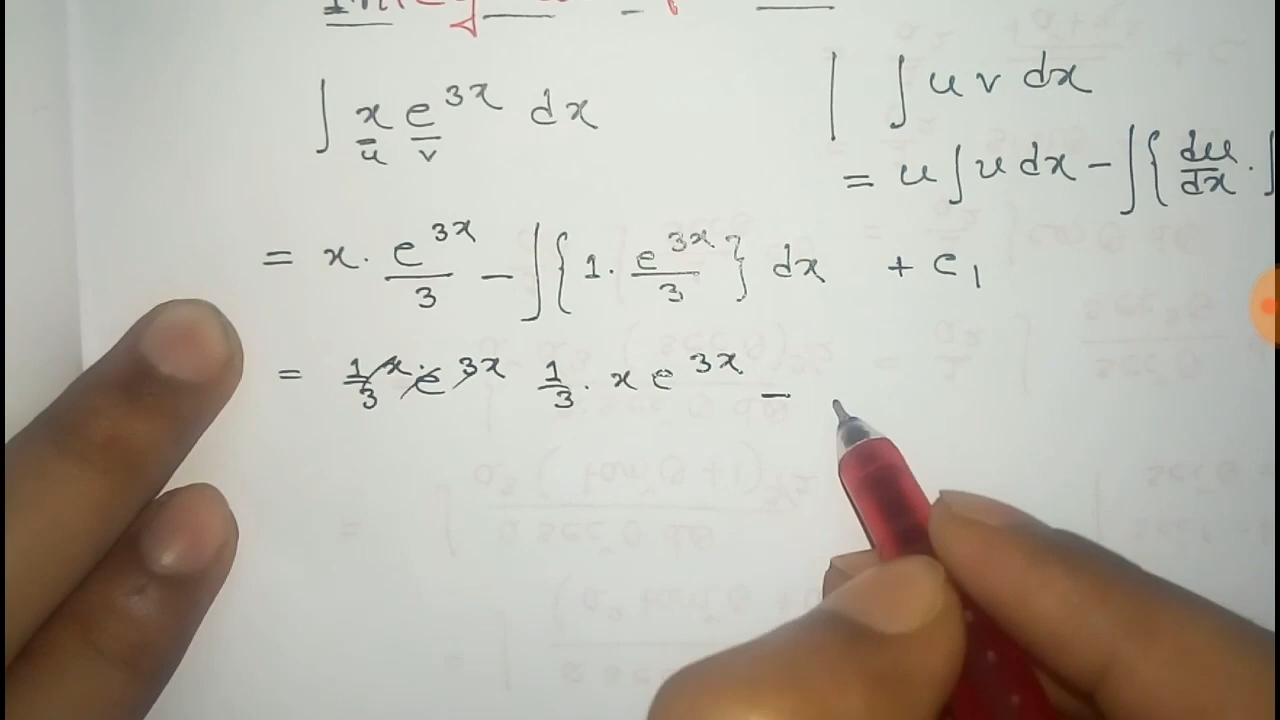 ∫ x e^{3x} dx
u v
= x · e^{3x}/3 − ∫ { 1 · e^{3x}/3 } dx + c₁
= 1/3 · x e^{3x} −
∫ u v dx
= u ∫ u dx − ∫ { du/dx · ∫